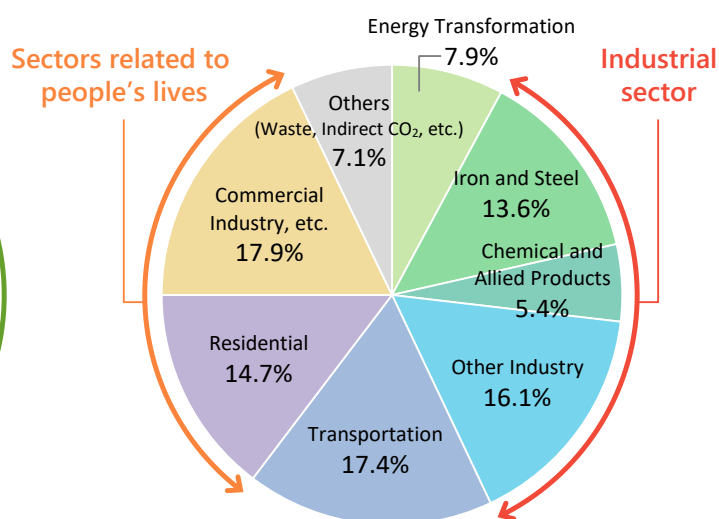 Energy Transformation
7.9%
Sectors related to
people's lives
Industrial
sector
Others
(Waste, Indirect CO₂, etc.)
7.1%
Iron and Steel
13.6%
Commercial
Industry, etc.
17.9%
Chemical and
Allied Products
5.4%
Residential
14.7%
Other Industry
16.1%
Transportation
17.4%